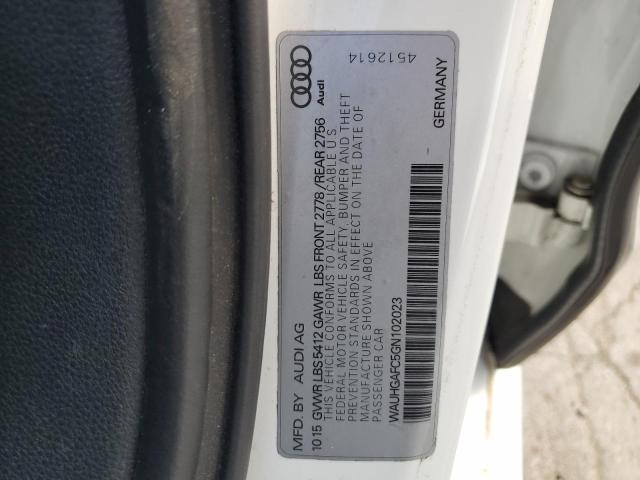 MFD. BY AUDI AG
Audi
1015 GVWR LBS 5412 GAWR LBS FRONT 2778/REAR 2756
THIS VEHICLE CONFORMS TO ALL APPLICABLE U'S
FEDERAL MOTOR VEHICLE SAFETY, BUMPER AND THEFT
PREVENTION STANDARDS IN EFFECT ON THE DATE OF
MANUFACTURE SHOWN ABOVE
PASSENGER CAR
WAUHGAFC5GN102023
GERMANY
4512614